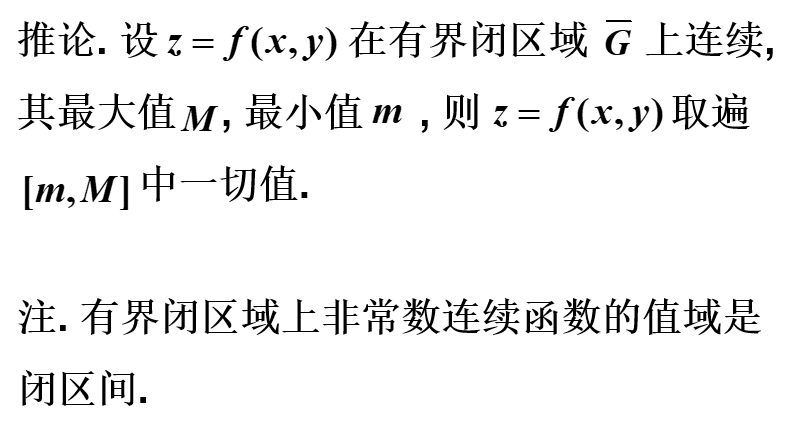 推论. 设 z = f(x, y) 在有界闭区域 G̅ 上连续,
其最大值 M, 最小值 m , 则 z = f(x, y) 取遍
[m, M] 中一切值.
注. 有界闭区域上非常数连续函数的值域是
闭区间.